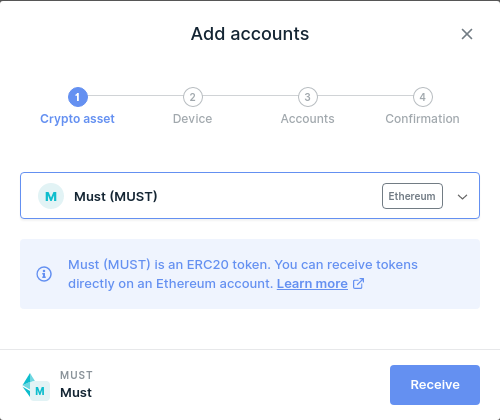 Add accounts
1 2 3 4
Crypto asset Device Accounts Confirmation
M Must (MUST) Ethereum
Must (MUST) is an ERC20 token. You can receive tokens
directly on an Ethereum account. Learn more
MUST
M Must
Receive